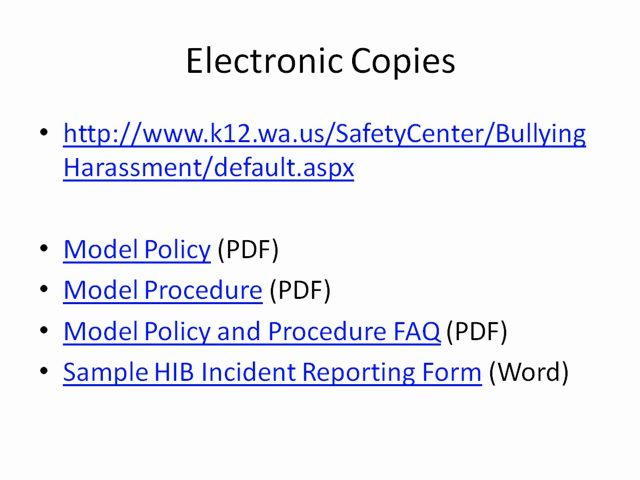 Electronic Copies
• http://www.k12.wa.us/SafetyCenter/Bullying
Harassment/default.aspx
• Model Policy (PDF)
• Model Procedure (PDF)
• Model Policy and Procedure FAQ (PDF)
• Sample HIB Incident Reporting Form (Word)